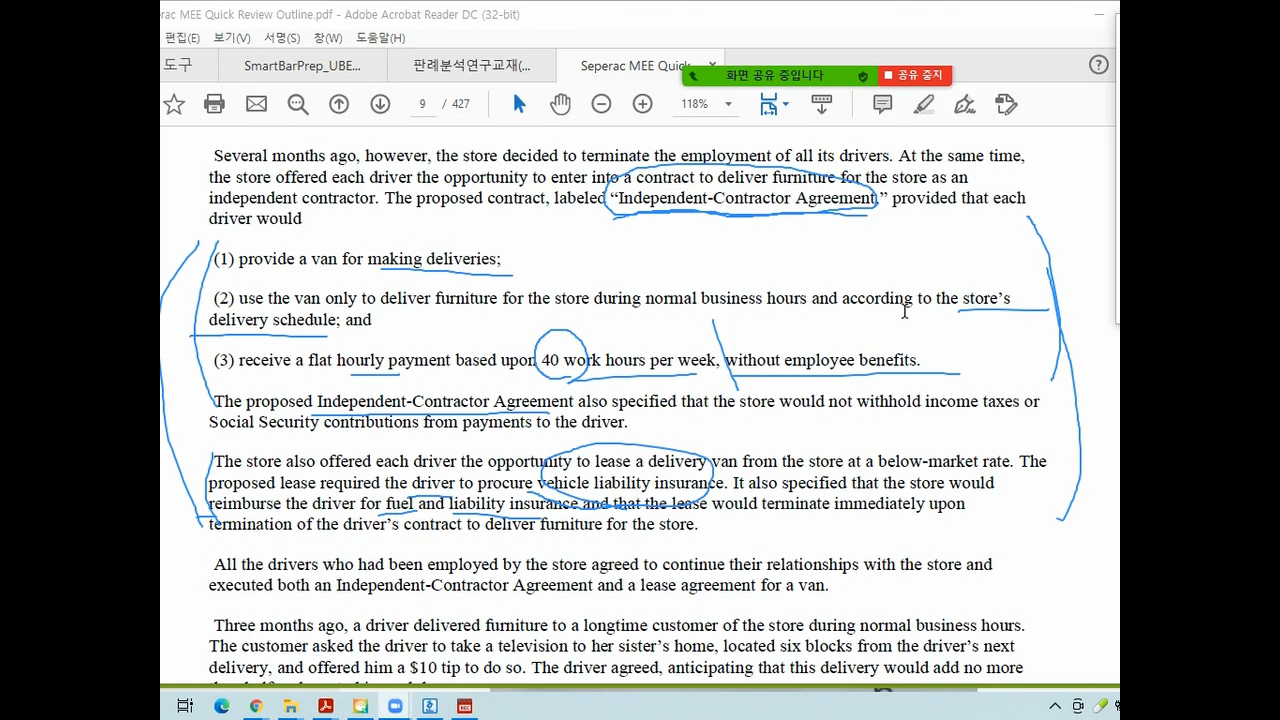 rac MEE Quick Review Outline.pdf - Adobe Acrobat Reader DC (32-bit)
편집(E) 보기(V) 서명(S) 창(W) 도움말(H)
도구 SmartBarPrep_UBE... 판례분석연구교재(... Seperac MEE Quick
화면 공유 중입니다 공유 중지
9 / 427 118%
Several months ago, however, the store decided to terminate the employment of all its drivers. At the same time,
the store offered each driver the opportunity to enter into a contract to deliver furniture for the store as an
independent contractor. The proposed contract, labeled “Independent-Contractor Agreement,” provided that each
driver would
(1) provide a van for making deliveries;
(2) use the van only to deliver furniture for the store during normal business hours and according to the store’s
delivery schedule; and
(3) receive a flat hourly payment based upon 40 work hours per week, without employee benefits.
The proposed Independent-Contractor Agreement also specified that the store would not withhold income taxes or
Social Security contributions from payments to the driver.
The store also offered each driver the opportunity to lease a delivery van from the store at a below-market rate. The
proposed lease required the driver to procure vehicle liability insurance. It also specified that the store would
reimburse the driver for fuel and liability insurance and that the lease would terminate immediately upon
termination of the driver’s contract to deliver furniture for the store.
All the drivers who had been employed by the store agreed to continue their relationships with the store and
executed both an Independent-Contractor Agreement and a lease agreement for a van.
Three months ago, a driver delivered furniture to a longtime customer of the store during normal business hours.
The customer asked the driver to take a television to her sister’s home, located six blocks from the driver’s next
delivery, and offered him a $10 tip to do so. The driver agreed, anticipating that this delivery would add no more